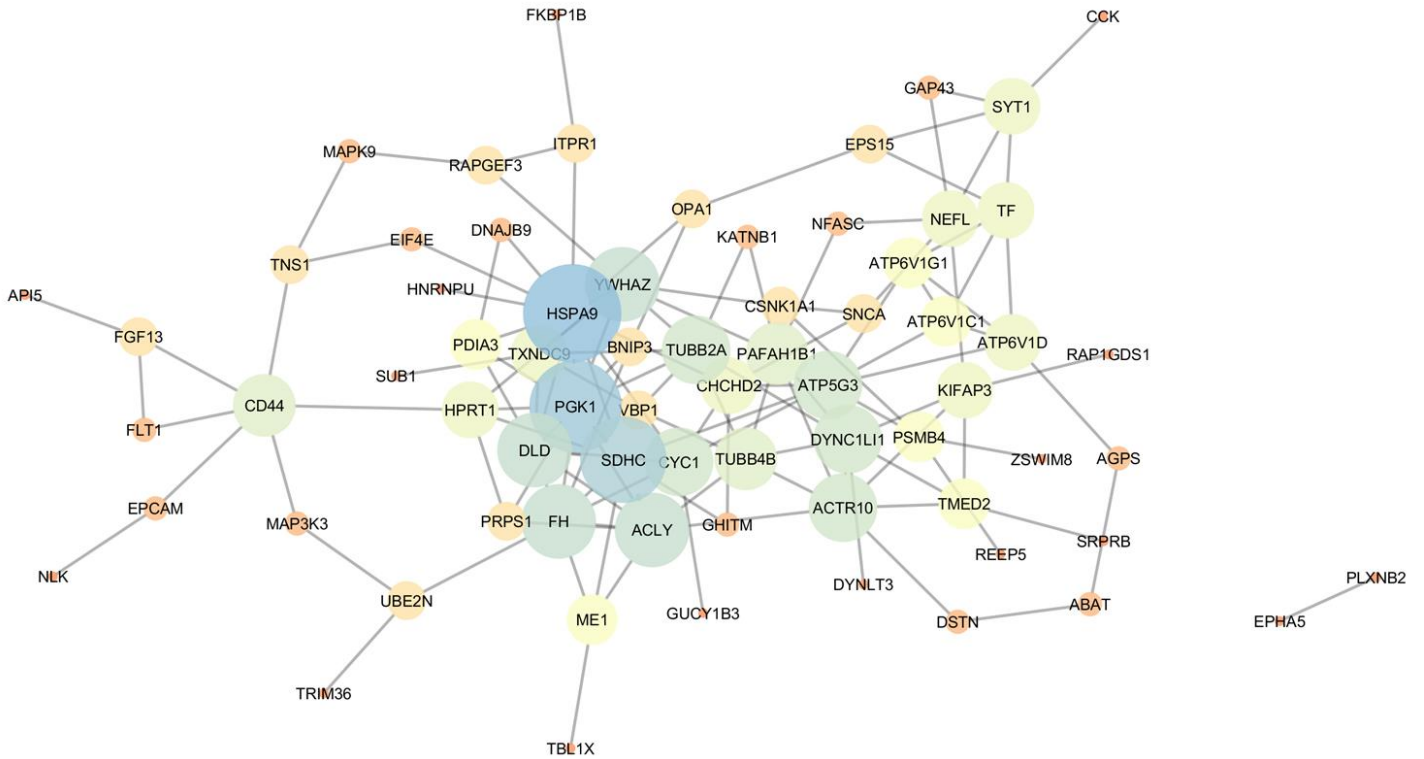 FKBP1B
CCK
GAP43
SYT1
MAPK9
RAPGEF3
ITPR1
EPS15
OPA1
TF
NEFL
NFASC
DNAJB9
KATNB1
EIF4E
TNS1
ATP6V1G1
YWHAZ
HNRNPU
API5
HSPA9
CSNK1A1
SNCA
ATP6V1C1
FGF13
PDIA3
TXNDC9
BNIP3
TUBB2A
PAFAH1B1
ATP6V1D
RAP1GDS1
SUB1
CHCHD2
ATP5G3
KIFAP3
CD44
HPRT1
PGK1
VBP1
FLT1
DYNC1LI1
PSMB4
DLD
SDHC
CYC1
TUBB4B
ZSWIM8
AGPS
EPCAM
MAP3K3
PRPS1
FH
ACLY
GHITM
ACTR10
TMED2
SRPRB
REEP5
NLK
UBE2N
DYNLT3
PLXNB2
ME1
GUCY1B3
DSTN
ABAT
EPHA5
TRIM36
TBL1X